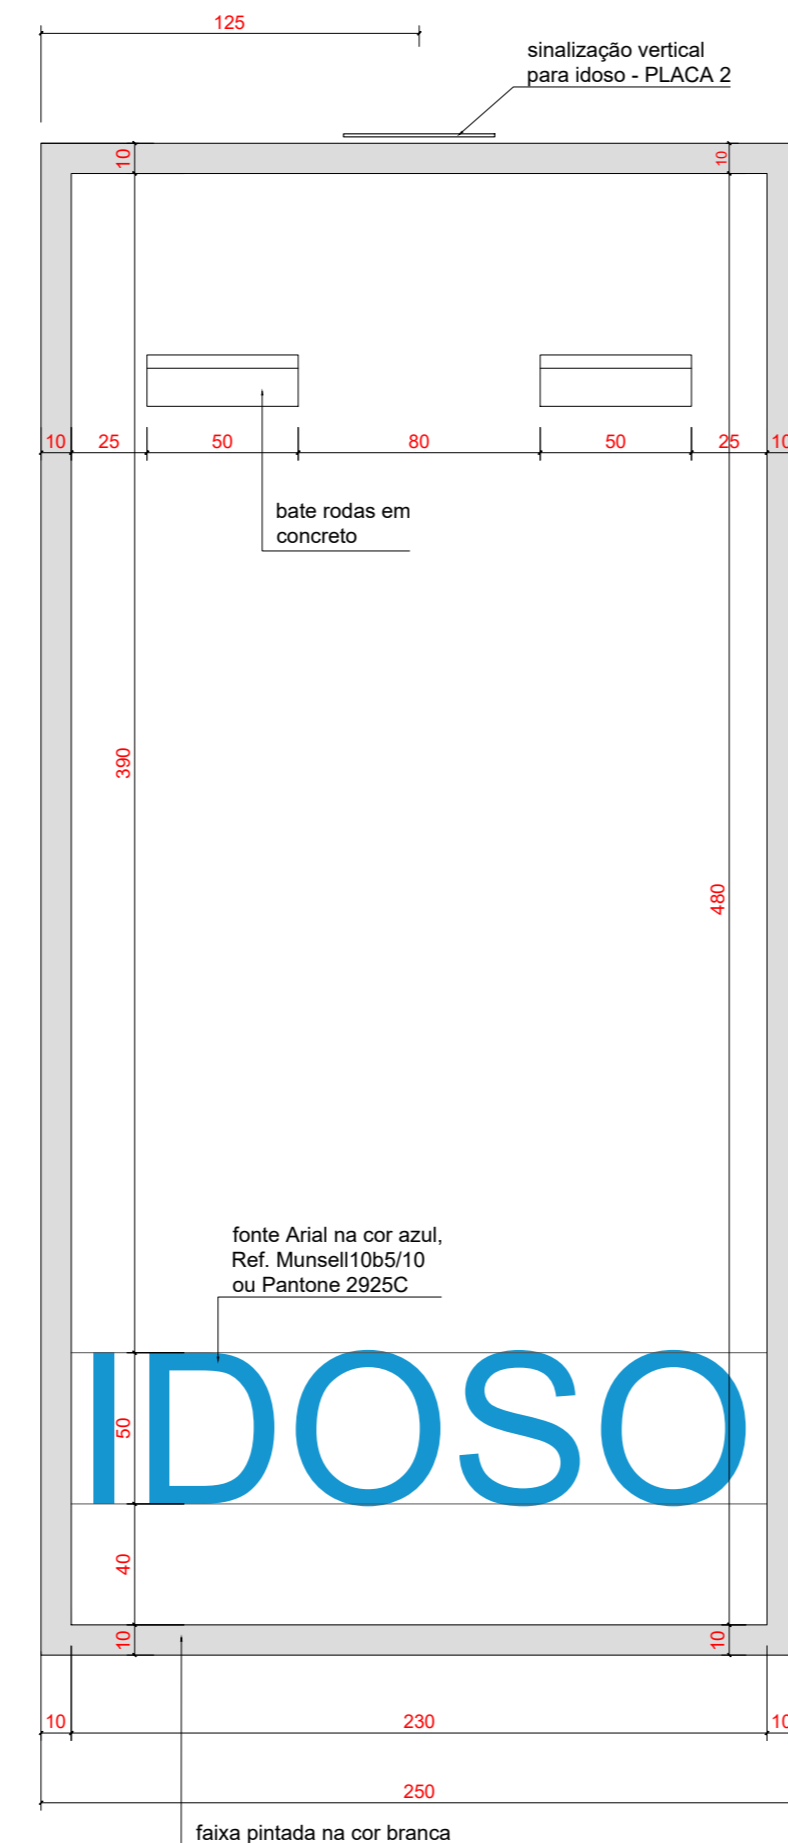 125
sinalização vertical
para idoso - PLACA 2
10
10
10
25
50
80
50
25
10
bate rodas em
concreto
390
480
fonte Arial na cor azul,
Ref. Munsell10b5/10
ou Pantone 2925C
IDOSO
50
40
10
10
10
230
10
250
faixa pintada na cor branca